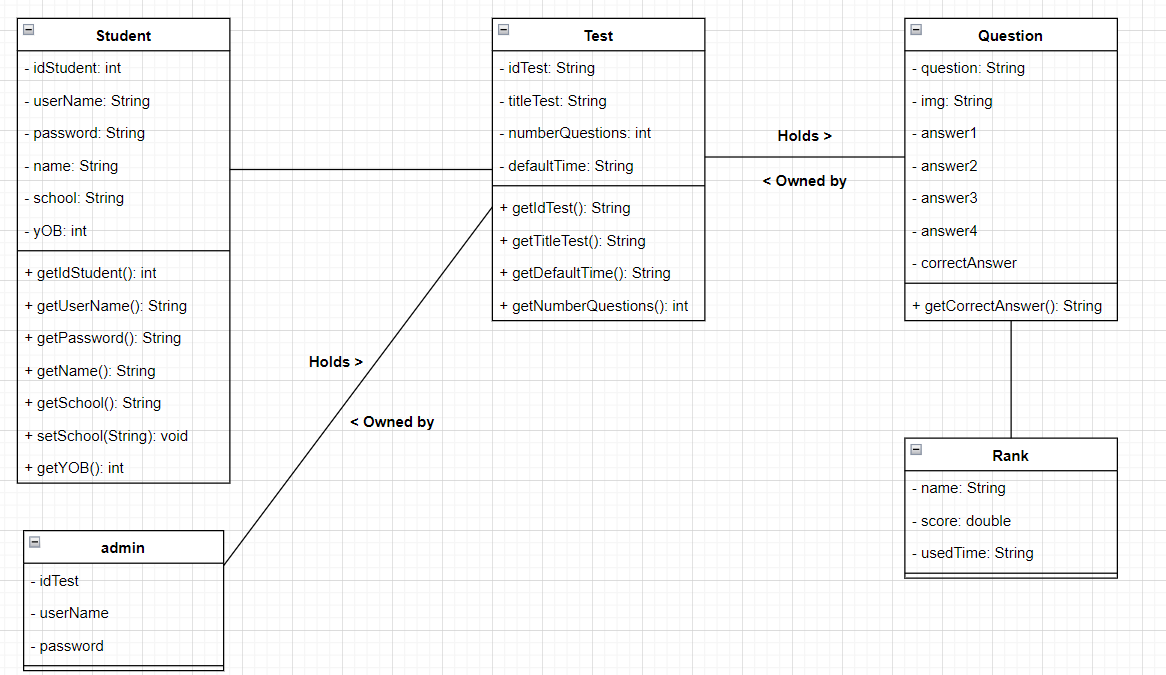 Student
- idStudent: int
- userName: String
- password: String
- name: String
- school: String
- yOB: int
+ getIdStudent(): int
+ getUserName(): String
+ getPassword(): String
+ getName(): String
+ getSchool(): String
+ setSchool(String): void
+ getYOB(): int
Test
- idTest: String
- titleTest: String
- numberQuestions: int
- defaultTime: String
+ getIdTest(): String
+ getTitleTest(): String
+ getDefaultTime(): String
+ getNumberQuestions(): int
Holds >
< Owned by
Question
- question: String
- img: String
- answer1
- answer2
- answer3
- answer4
- correctAnswer
+ getCorrectAnswer(): String
Holds >
< Owned by
admin
- idTest
- userName
- password
Rank
- name: String
- score: double
- usedTime: String